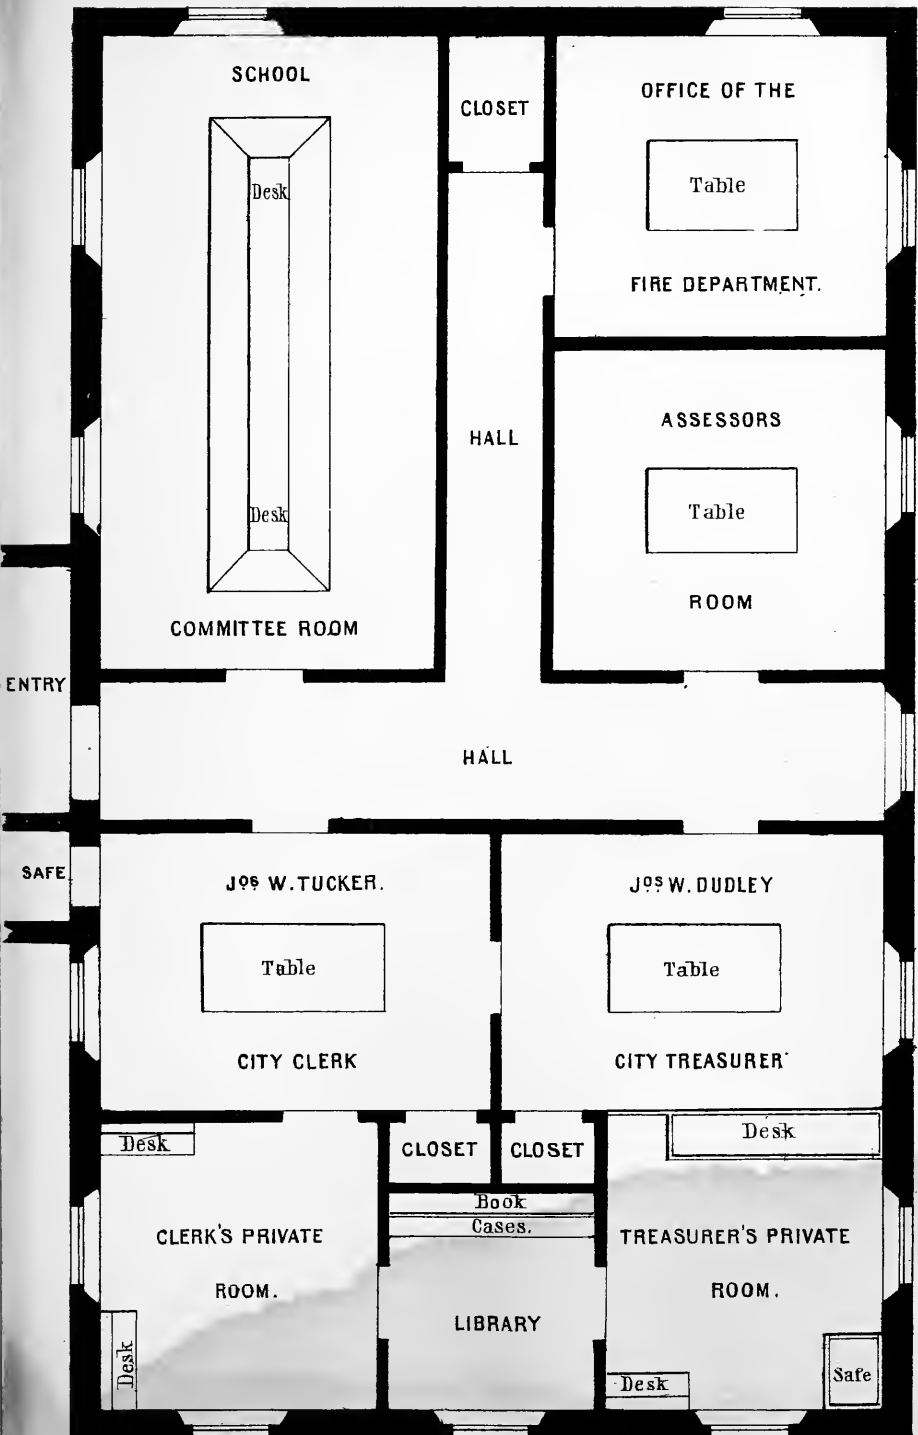 SCHOOL
Desk
Desk
COMMITTEE ROOM
CLOSET
OFFICE OF THE
Table
FIRE DEPARTMENT.
HALL
ASSESSORS
Table
ROOM
ENTRY
HALL
SAFE
Jos W. TUCKER.
Table
CITY CLERK
Jos W. DUDLEY
Table
CITY TREASURER
Desk
CLERK'S PRIVATE
ROOM.
Desk
CLOSET
CLOSET
Book
Cases.
LIBRARY
Desk
TREASURER'S PRIVATE
ROOM.
Desk
Safe